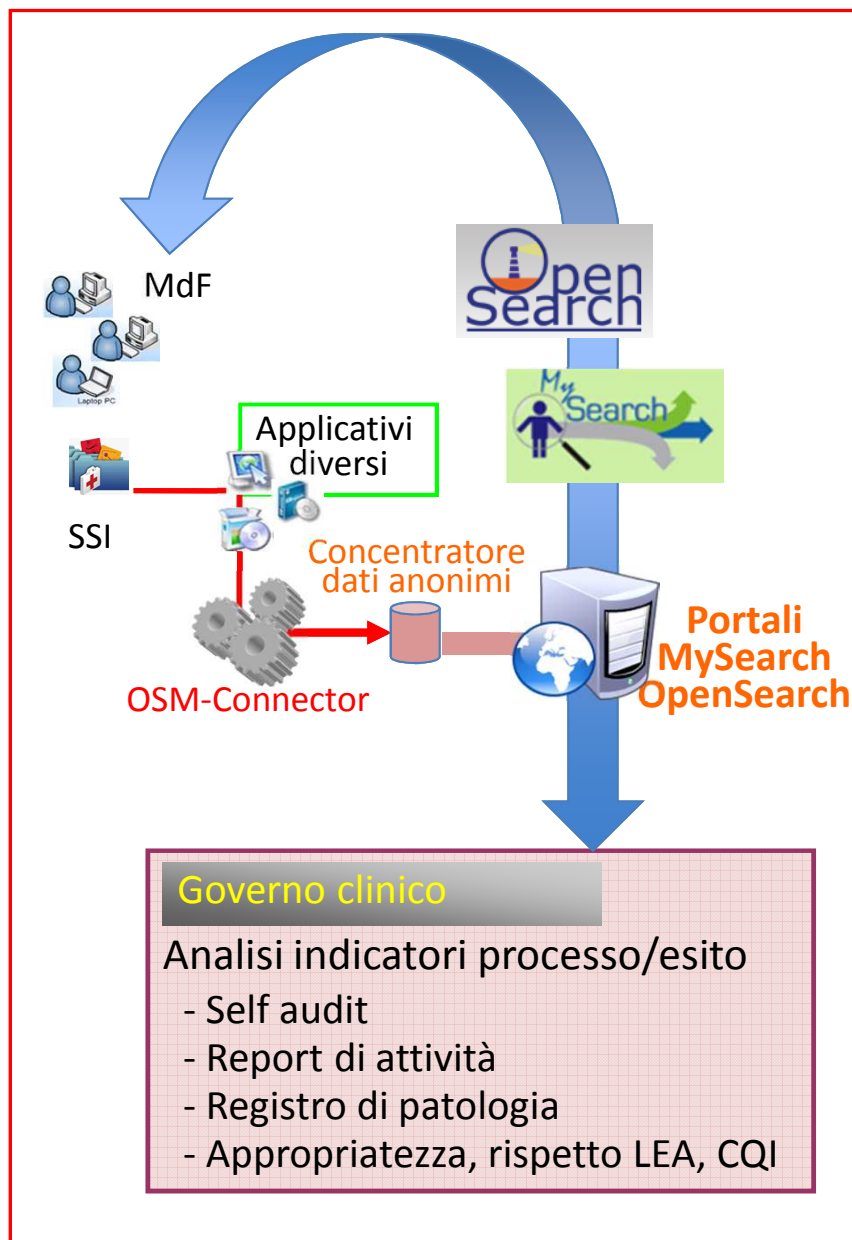 MdF
Laptop PC
Open
Search
My
Search
Applicativi
diversi
SSI
Concentratore
dati anonimi
OSM-Connector
Portali
MySearch
OpenSearch
Governo clinico
Analisi indicatori processo/esito
- Self audit
- Report di attività
- Registro di patologia
- Appropriatezza, rispetto LEA, CQI